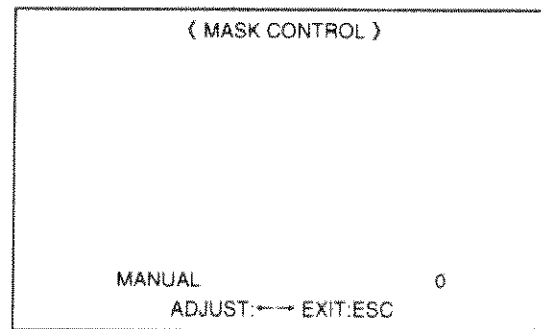 《 MASK CONTROL 》
MANUAL 0
ADJUST:←→ EXIT:ESC